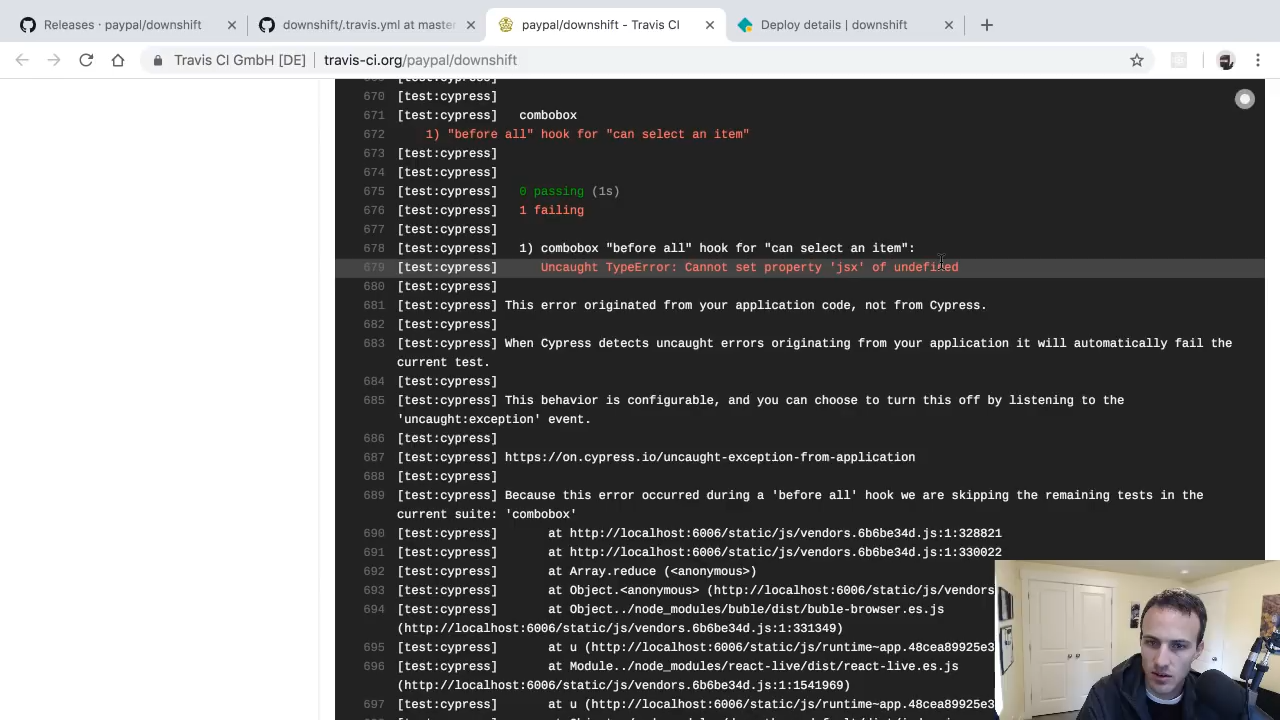 Releases · paypal/downshift
downshift/.travis.yml at master
paypal/downshift - Travis CI
Deploy details | downshift
Travis CI GmbH [DE]
travis-ci.org/paypal/downshift
670 [test:cypress]
671 [test:cypress] combobox
672 1) "before all" hook for "can select an item"
673 [test:cypress]
674 [test:cypress]
675 [test:cypress] 0 passing (1s)
676 [test:cypress] 1 failing
677 [test:cypress]
678 [test:cypress] 1) combobox "before all" hook for "can select an item":
679 [test:cypress] Uncaught TypeError: Cannot set property 'jsx' of undefined
680 [test:cypress]
681 [test:cypress] This error originated from your application code, not from Cypress.
682 [test:cypress]
683 [test:cypress] When Cypress detects uncaught errors originating from your application it will automatically fail the
current test.
684 [test:cypress]
685 [test:cypress] This behavior is configurable, and you can choose to turn this off by listening to the
'uncaught:exception' event.
686 [test:cypress]
687 [test:cypress] https://on.cypress.io/uncaught-exception-from-application
688 [test:cypress]
689 [test:cypress] Because this error occurred during a 'before all' hook we are skipping the remaining tests in the
current suite: 'combobox'
690 [test:cypress] at http://localhost:6006/static/js/vendors.6b6be34d.js:1:328821
691 [test:cypress] at http://localhost:6006/static/js/vendors.6b6be34d.js:1:330022
692 [test:cypress] at Array.reduce (<anonymous>)
693 [test:cypress] at Object.<anonymous> (http://localhost:6006/static/js/vendors
694 [test:cypress] at Object../node_modules/buble/dist/buble-browser.es.js
(http://localhost:6006/static/js/vendors.6b6be34d.js:1:331349)
695 [test:cypress] at u (http://localhost:6006/static/js/runtime~app.48cea89925e3
696 [test:cypress] at Module../node_modules/react-live/dist/react-live.es.js
(http://localhost:6006/static/js/vendors.6b6be34d.js:1:1541969)
697 [test:cypress] at u (http://localhost:6006/static/js/runtime~app.48cea89925e3